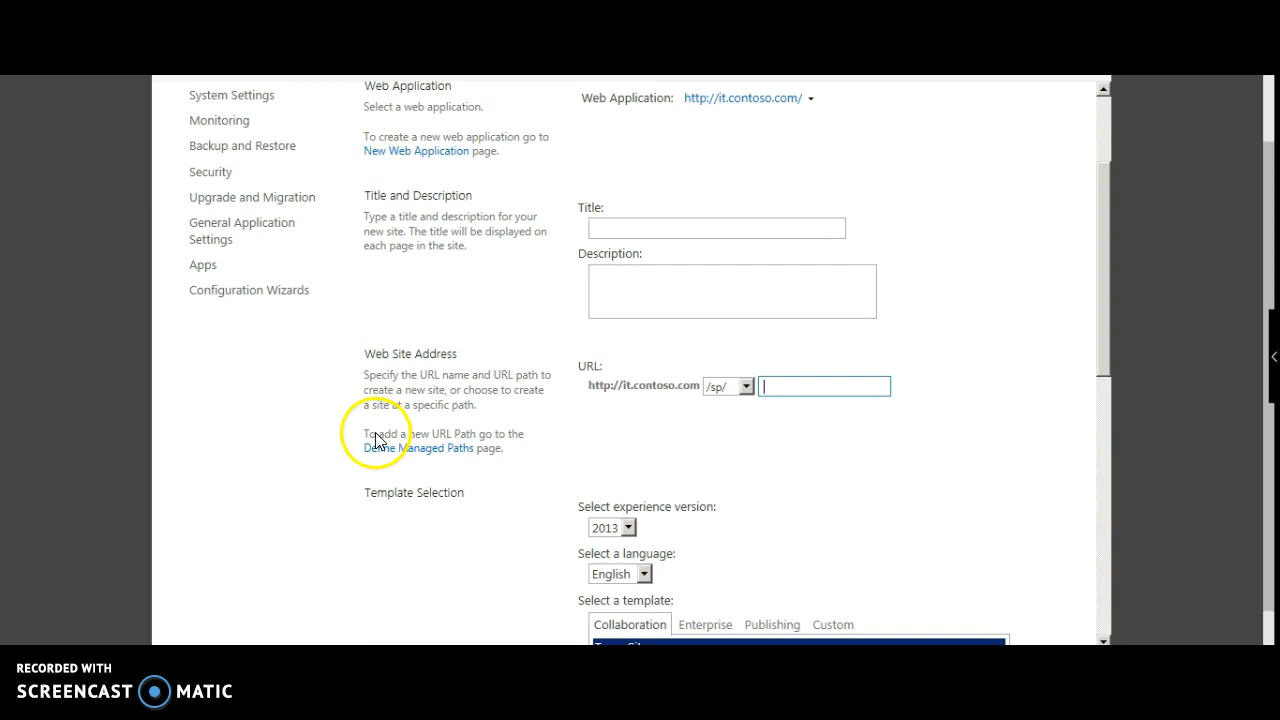 System Settings
Monitoring
Backup and Restore
Security
Upgrade and Migration
General Application
Settings
Apps
Configuration Wizards
Web Application
Select a web application.
To create a new web application go to
New Web Application page.
Web Application: http://it.contoso.com/
Title and Description
Type a title and description for your
new site. The title will be displayed on
each page in the site.
Title:
Description:
Web Site Address
Specify the URL name and URL path to
create a new site, or choose to create
a site at a specific path.
To add a new URL Path go to the
Define Managed Paths page.
URL:
http://it.contoso.com /sp/
Template Selection
Select experience version:
2013
Select a language:
English
Select a template:
Collaboration Enterprise Publishing Custom
RECORDED WITH
SCREENCAST MATIC